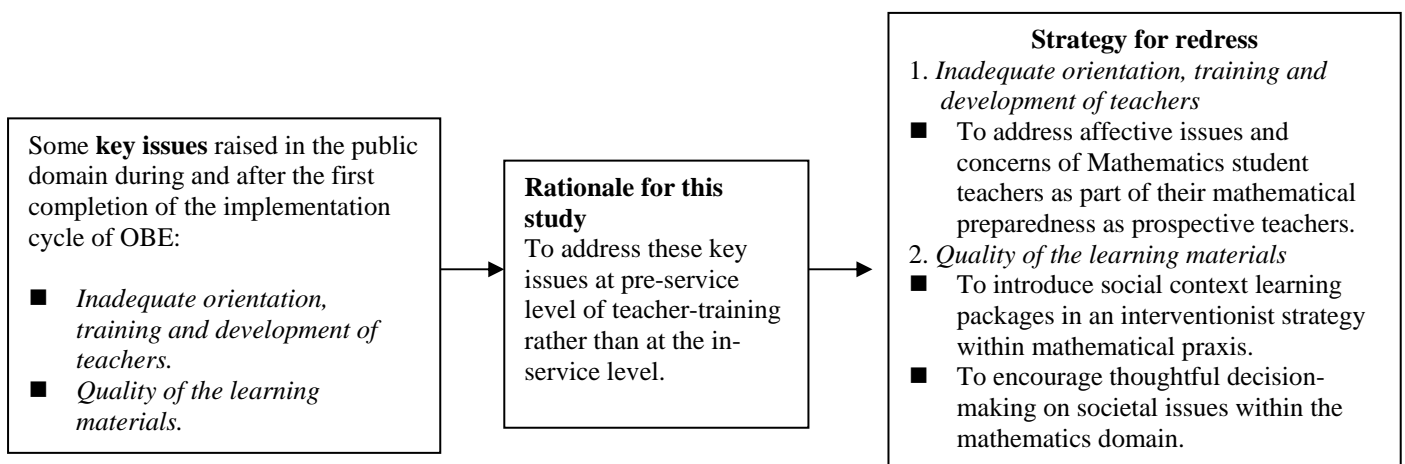 Some key issues raised in the public
domain during and after the first
completion of the implementation
cycle of OBE:
■ Inadequate orientation,
training and development of
teachers.
■ Quality of the learning
materials.
Rationale for this
study
To address these key
issues at pre-service
level of teacher-training
rather than at the in-
service level.
Strategy for redress
1. Inadequate orientation, training and
development of teachers
■ To address affective issues and
concerns of Mathematics student
teachers as part of their mathematical
preparedness as prospective teachers.
2. Quality of the learning materials
■ To introduce social context learning
packages in an interventionist strategy
within mathematical praxis.
■ To encourage thoughtful decision-
making on societal issues within the
mathematics domain.